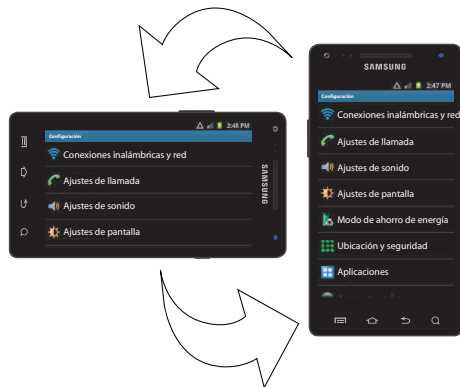 SAMSUNG
2:47 PM
Configuración
Conexiones inalámbricas y red
Ajustes de llamada
Ajustes de sonido
Ajustes de pantalla
Modo de ahorro de energía
Ubicación y seguridad
Aplicaciones
2:48 PM
Configuración
Conexiones inalámbricas y red
Ajustes de llamada
Ajustes de sonido
Ajustes de pantalla
SAMSUNG